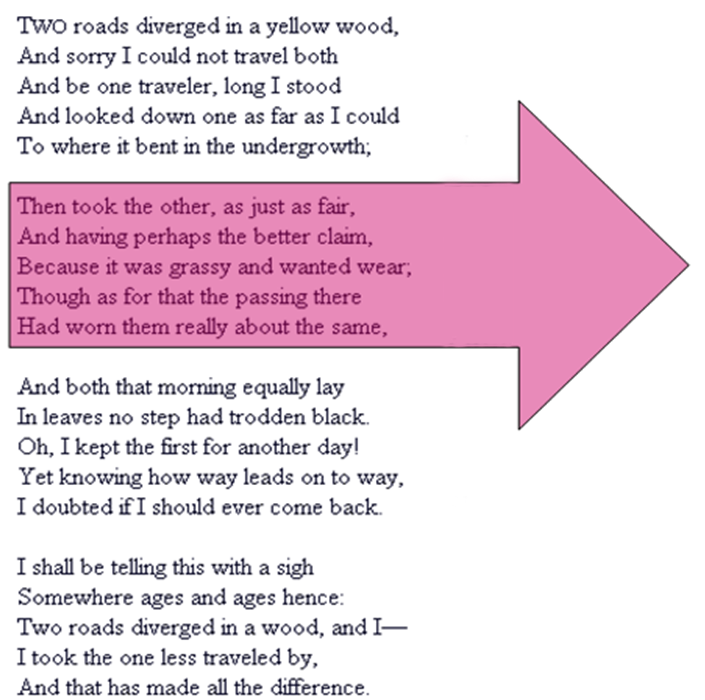 TWO roads diverged in a yellow wood,
And sorry I could not travel both
And be one traveler, long I stood
And looked down one as far as I could
To where it bent in the undergrowth;
Then took the other, as just as fair,
And having perhaps the better claim,
Because it was grassy and wanted wear;
Though as for that the passing there
Had worn them really about the same,
And both that morning equally lay
In leaves no step had trodden black.
Oh, I kept the first for another day!
Yet knowing how way leads on to way,
I doubted if I should ever come back.
I shall be telling this with a sigh
Somewhere ages and ages hence:
Two roads diverged in a wood, and I—
I took the one less traveled by,
And that has made all the difference.